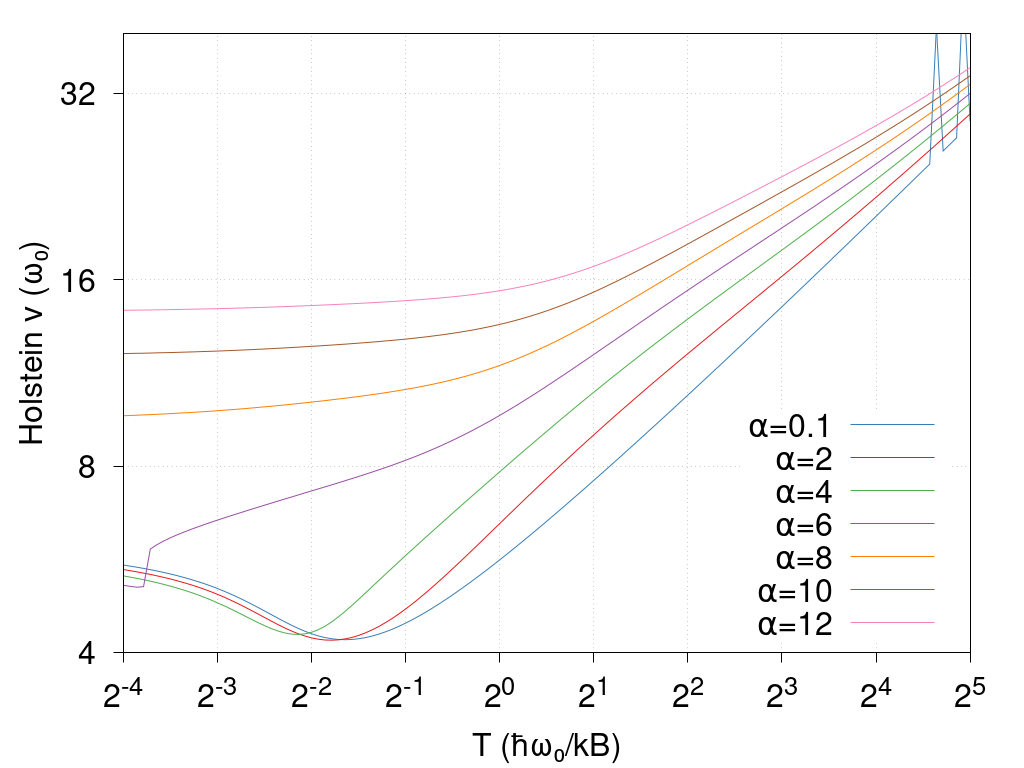 32
16
8
4
Holstein v (ω₀)
α=0.1
α=2
α=4
α=6
α=8
α=10
α=12
2⁻⁴ 2⁻³ 2⁻² 2⁻¹ 2⁰ 2¹ 2² 2³ 2⁴ 2⁵
T (ħω₀/kB)